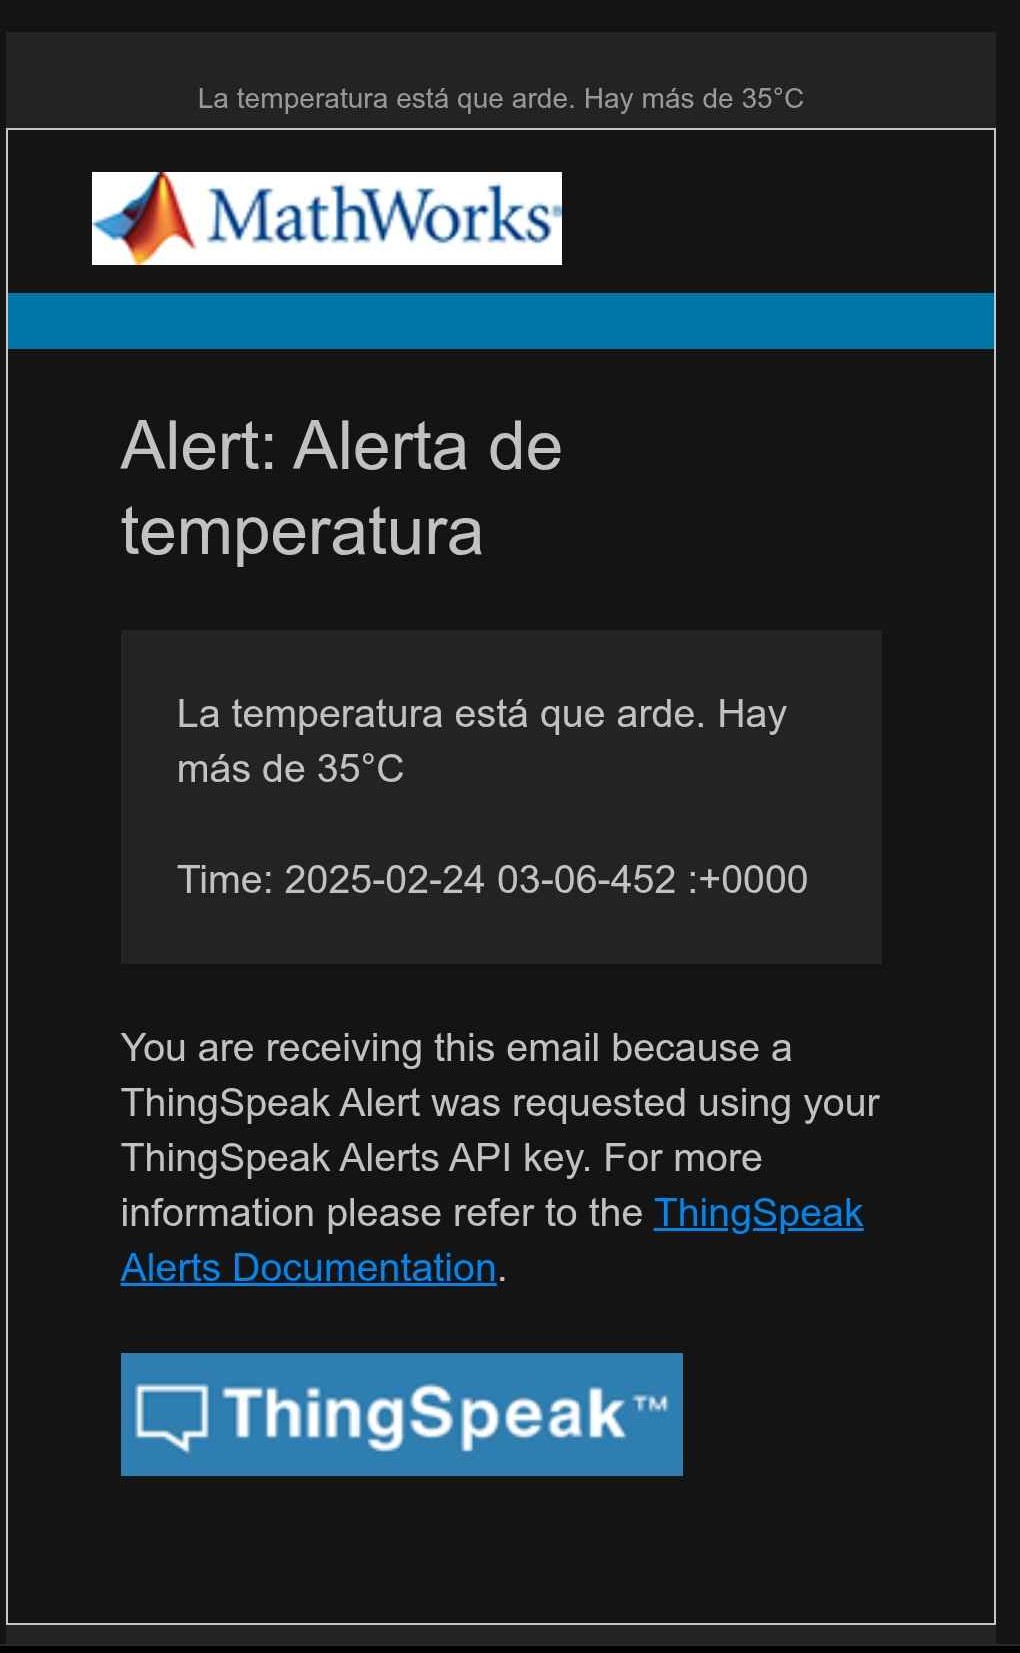 La temperatura está que arde. Hay más de 35°C
MathWorks®
Alert: Alerta de
temperatura
La temperatura está que arde. Hay
más de 35°C
Time: 2025-02-24 03-06-452 :+0000
You are receiving this email because a
ThingSpeak Alert was requested using your
ThingSpeak Alerts API key. For more
information please refer to the ThingSpeak
Alerts Documentation.
ThingSpeak™